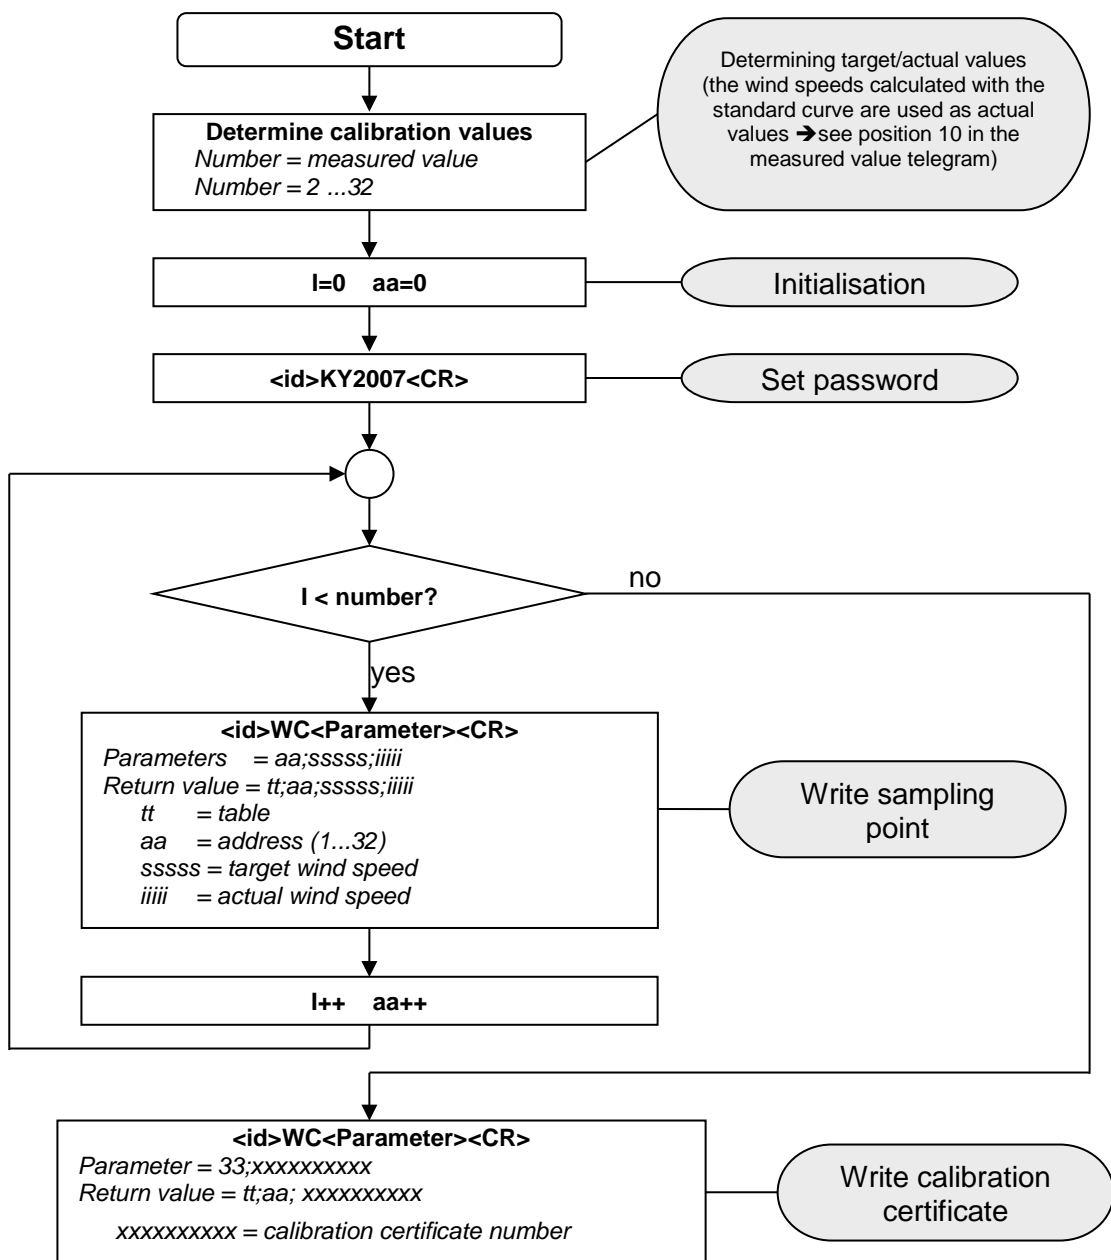 Start
Determining target/actual values
(the wind speeds calculated with the
standard curve are used as actual
values ➔see position 10 in the
measured value telegram)
Determine calibration values
Number = measured value
Number = 2 ...32
I=0 aa=0
Initialisation
<id>KY2007<CR>
Set password
I < number?
no
yes
<id>WC<Parameter><CR>
Parameters = aa;sssss;iiiii
Return value = tt;aa;sssss;iiiii
tt = table
aa = address (1...32)
sssss = target wind speed
iiiii = actual wind speed
Write sampling
point
I++ aa++
<id>WC<Parameter><CR>
Parameter = 33;xxxxxxxxxx
Return value = tt;aa; xxxxxxxxxx
xxxxxxxxxx = calibration certificate number
Write calibration
certificate